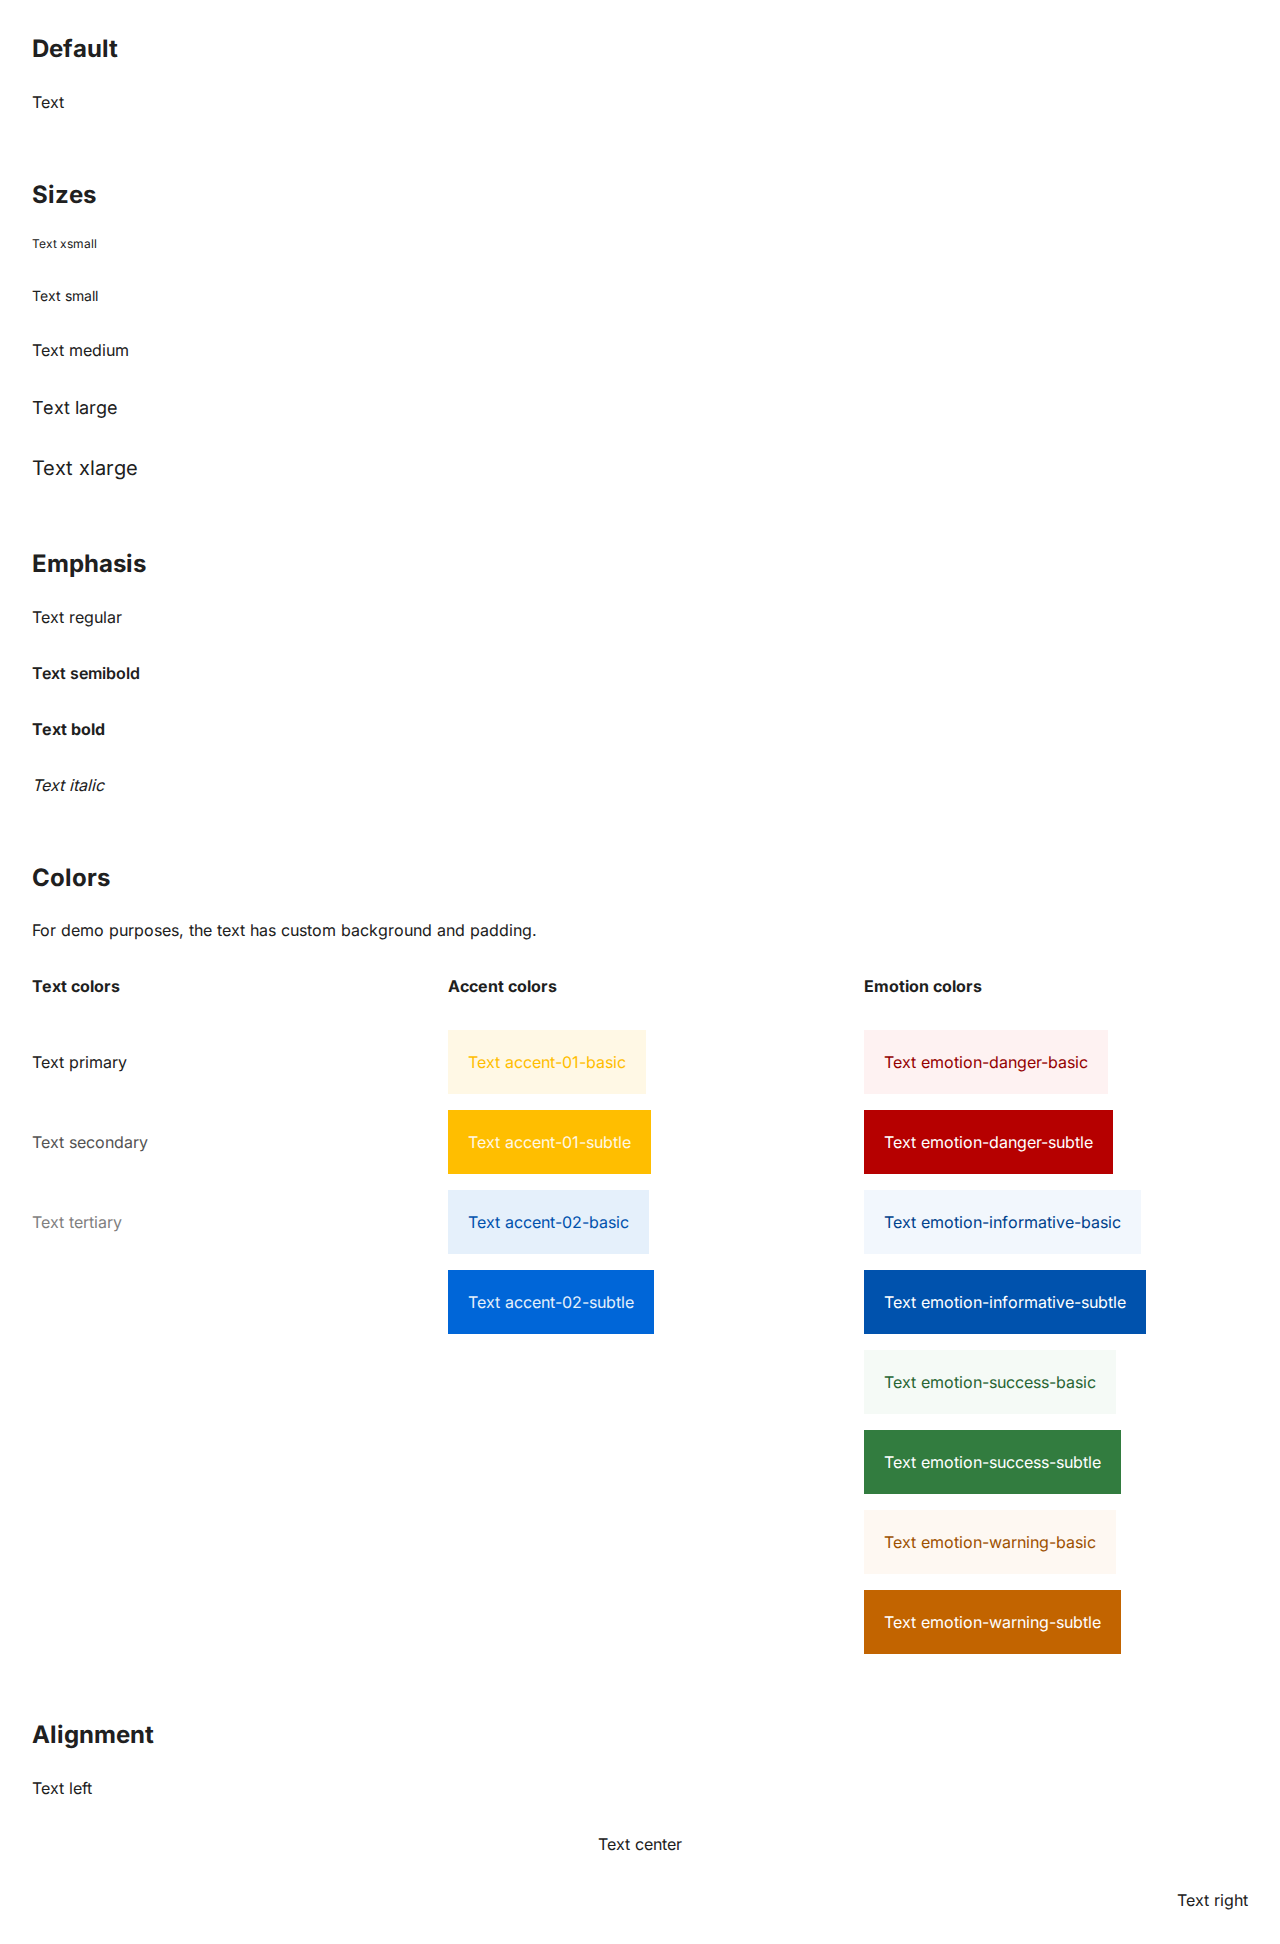 Default
Text
Sizes
Text xsmall
Text small
Text medium
Text large
Text xlarge
Emphasis
Text regular
Text semibold
Text bold
Text italic
Colors
For demo purposes, the text has custom background and padding.
Text colors
Text primary
Text secondary
Text tertiary
Accent colors
Text accent-01-basic
Text accent-01-subtle
Text accent-02-basic
Text accent-02-subtle
Emotion colors
Text emotion-danger-basic
Text emotion-danger-subtle
Text emotion-informative-basic
Text emotion-informative-subtle
Text emotion-success-basic
Text emotion-success-subtle
Text emotion-warning-basic
Text emotion-warning-subtle
Alignment
Text left
Text center
Text right